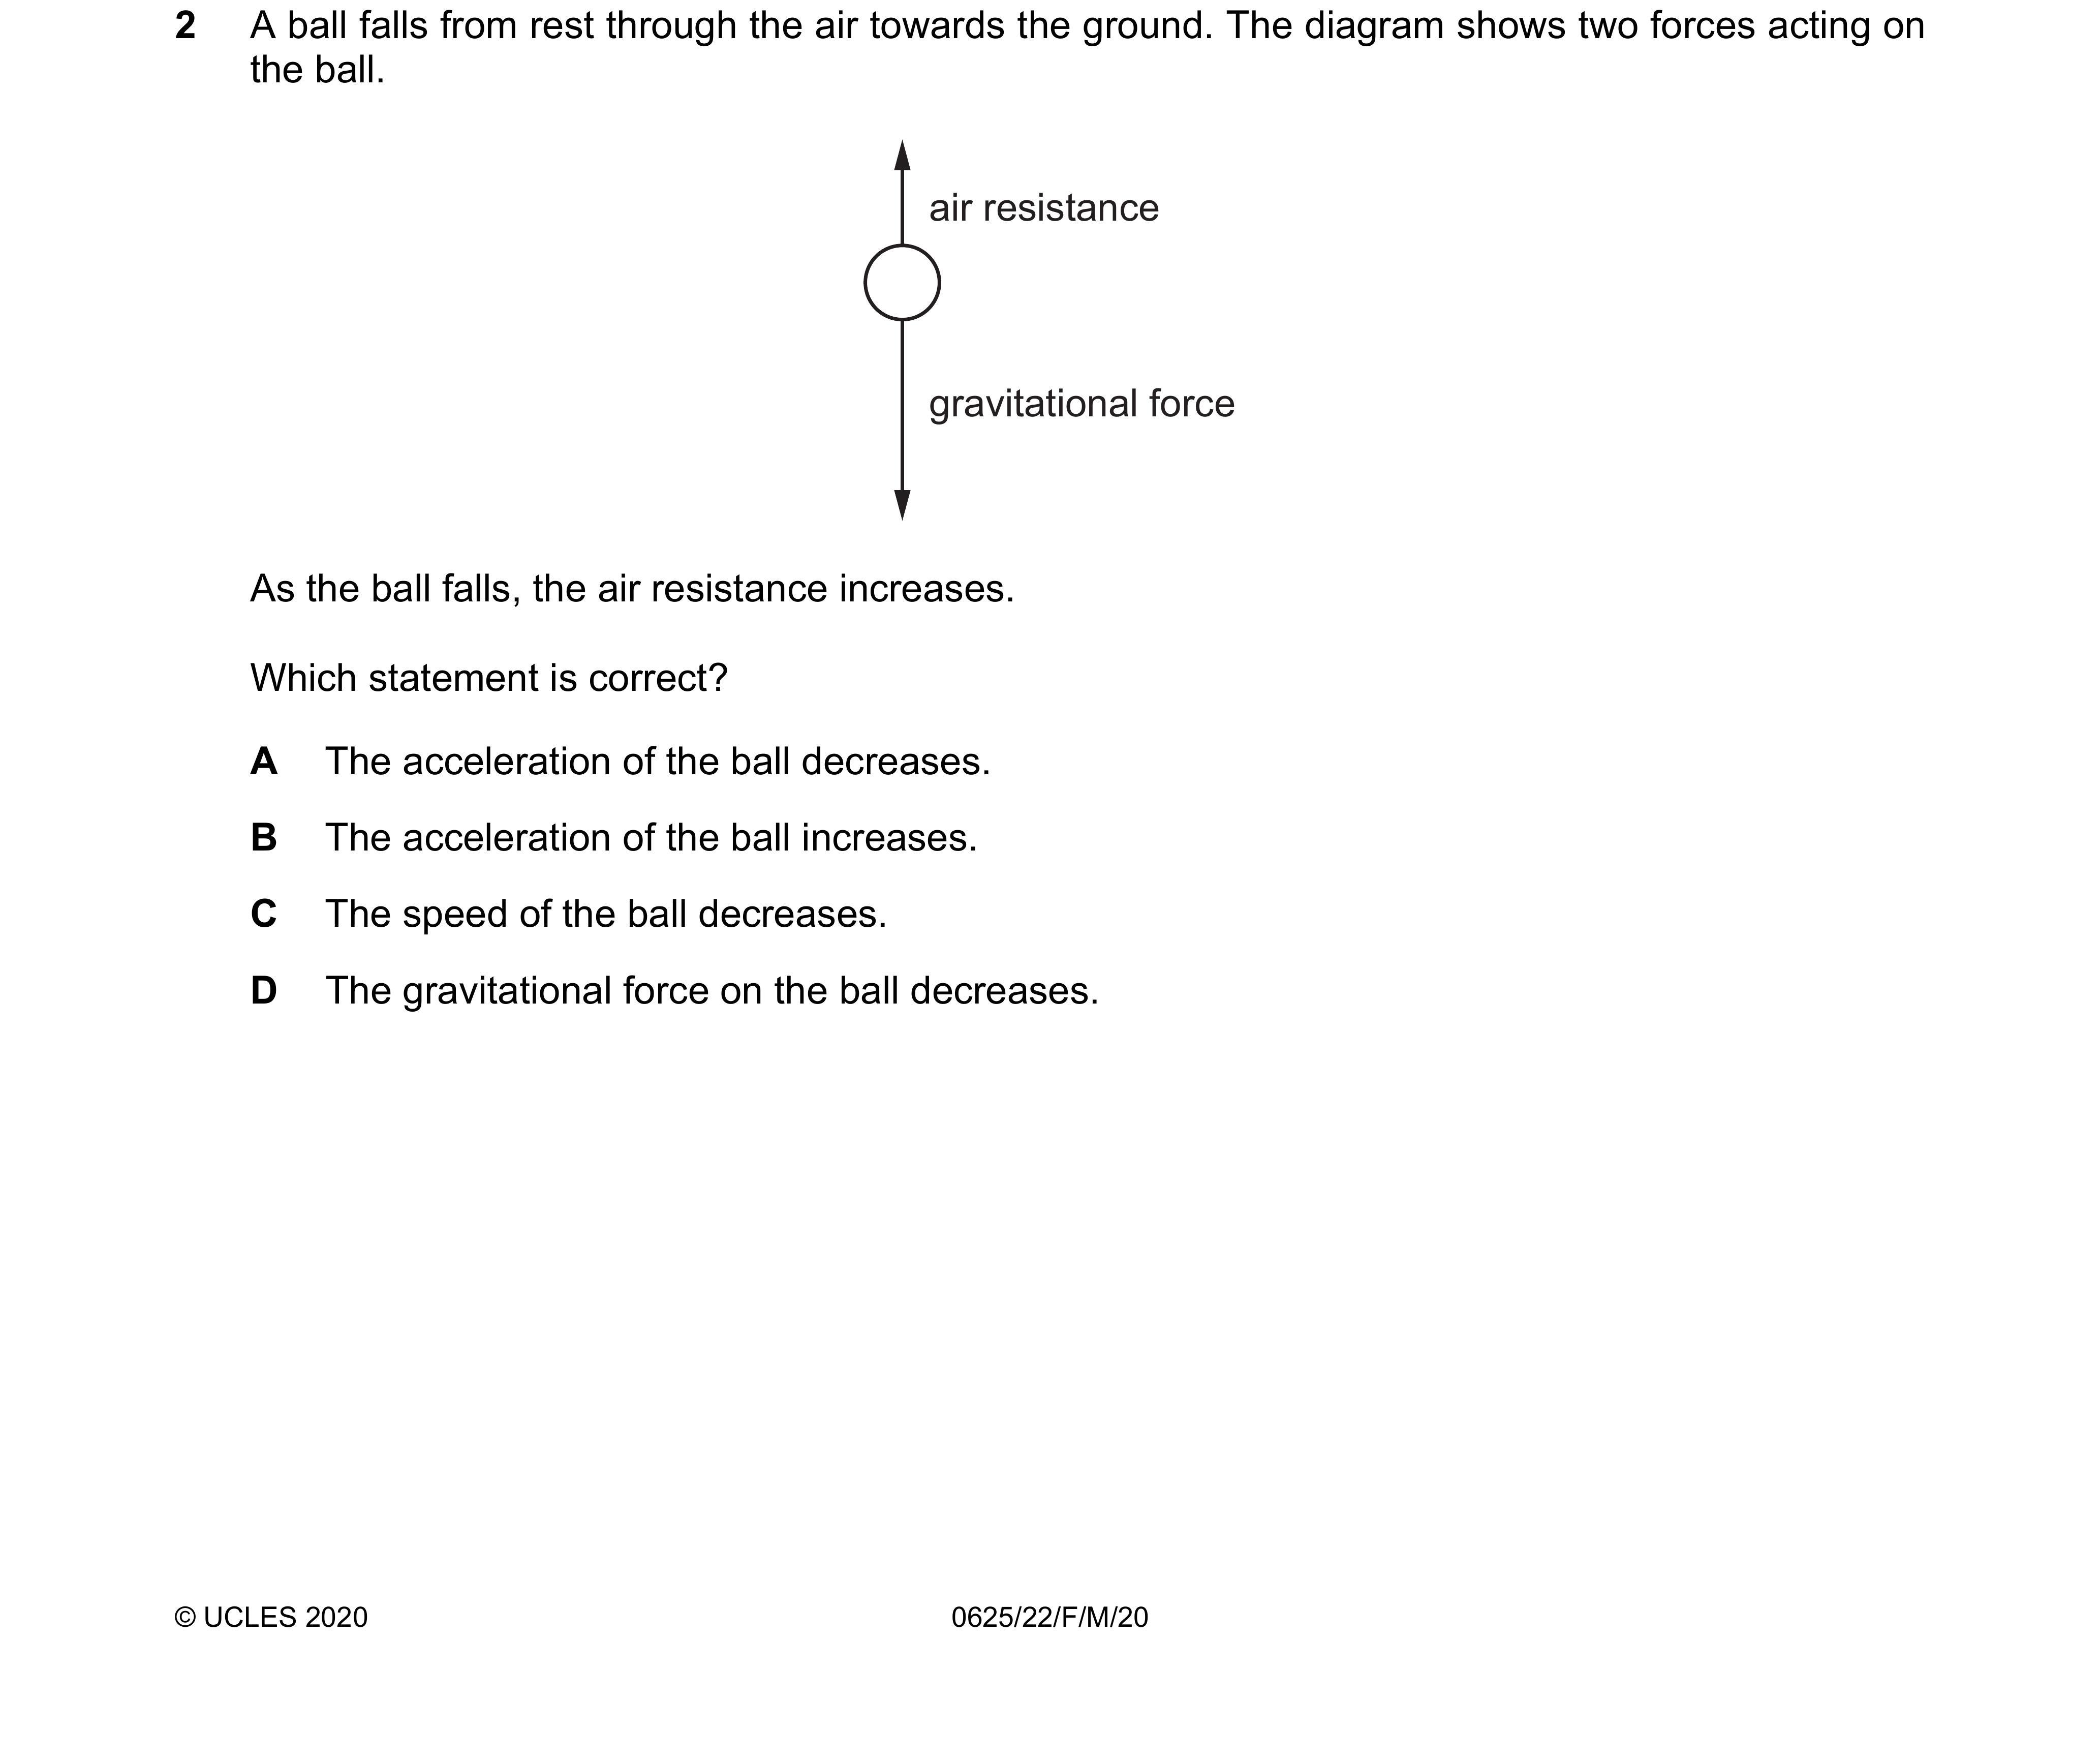 2 A ball falls from rest through the air towards the ground. The diagram shows two forces acting on
the ball.
air resistance
gravitational force
As the ball falls, the air resistance increases.
Which statement is correct?
A The acceleration of the ball decreases.
B The acceleration of the ball increases.
C The speed of the ball decreases.
D The gravitational force on the ball decreases.
© UCLES 2020 0625/22/F/M/20